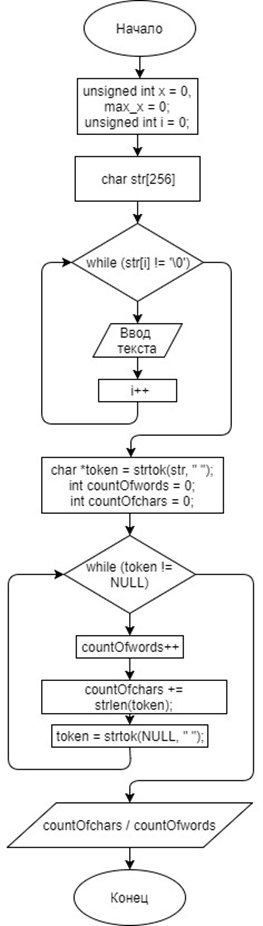 Начало
unsigned int x = 0,
max_x = 0;
unsigned int i = 0;
char str[256]
while (str[i] != '\0')
Ввод
текста
i++
char *token = strtok(str, " ");
int countOfwords = 0;
int countOfchars = 0;
while (token !=
NULL)
countOfwords++
countOfchars +=
strlen(token);
token = strtok(NULL, " ");
countOfchars / countOfwords
Конец